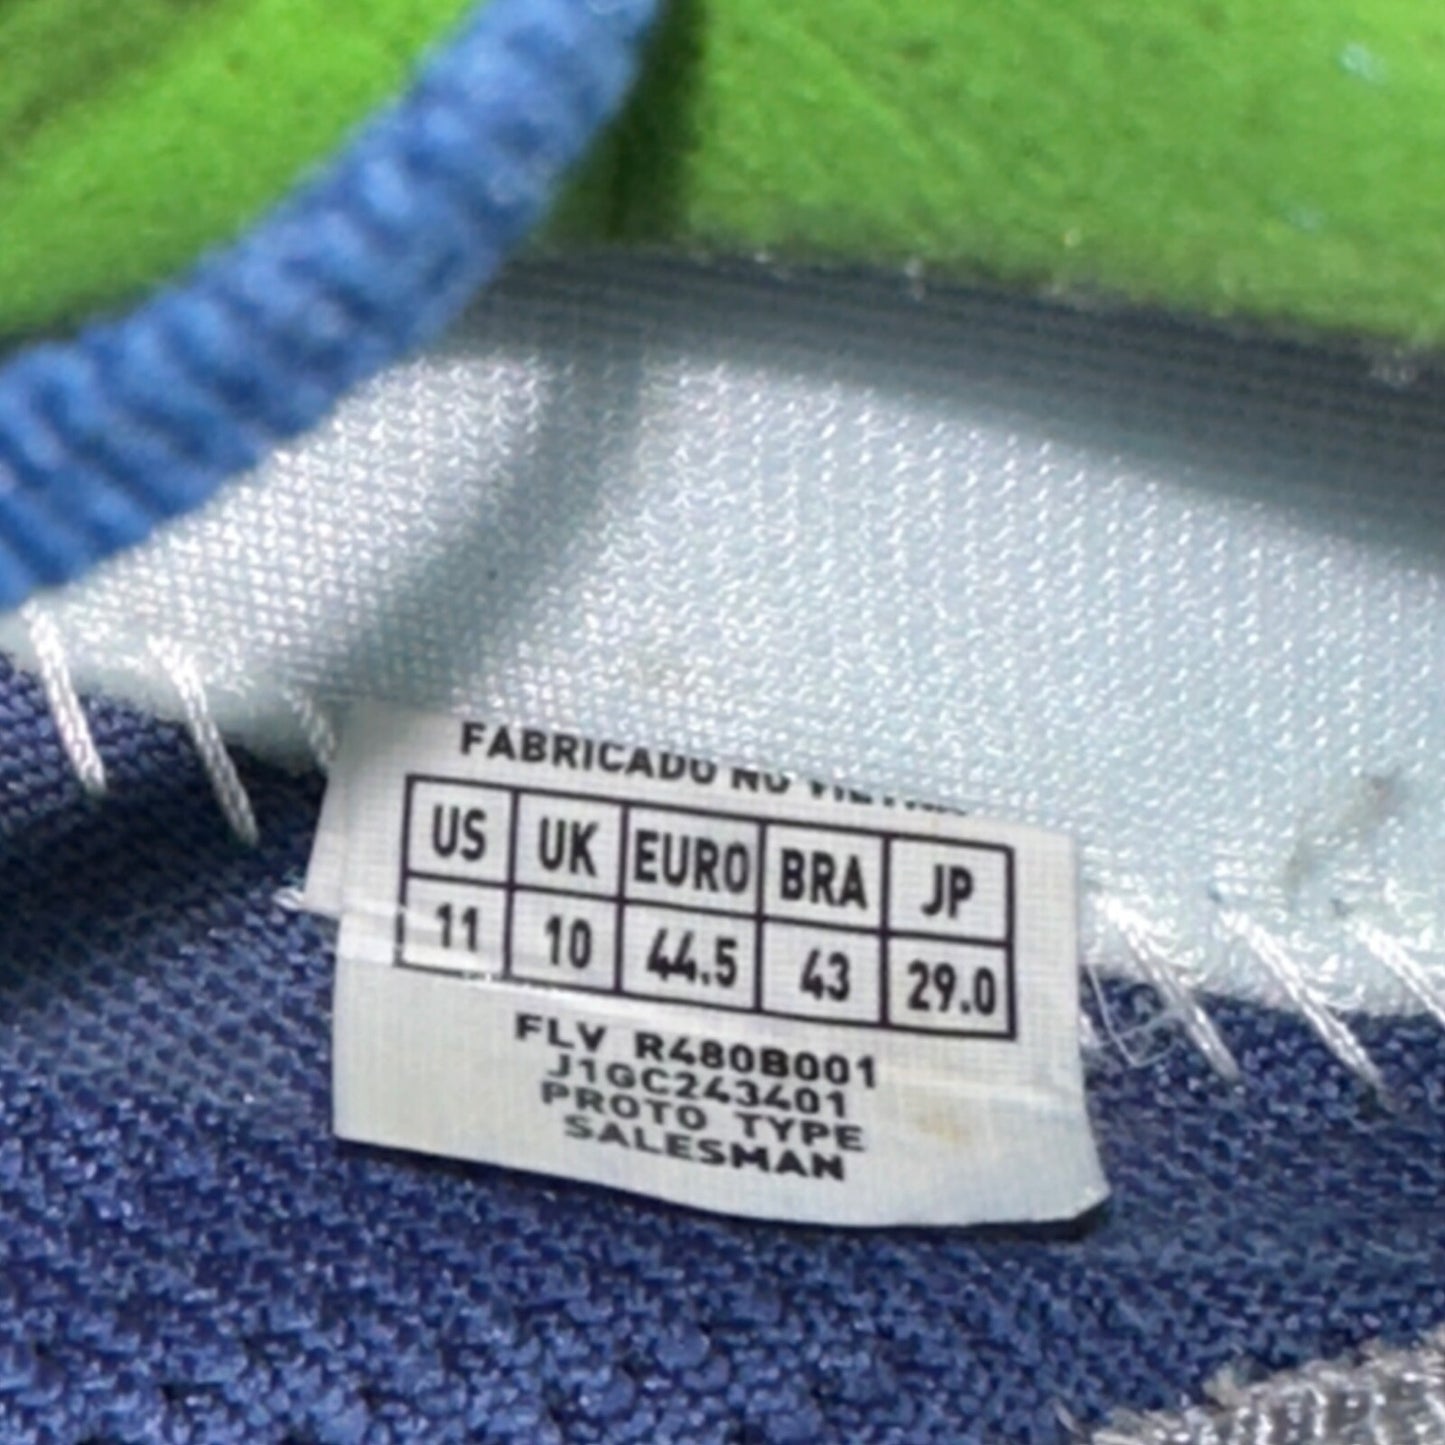 FABRICADO NO VIETNA
US UK EURO BRA JP
11 10 44.5 43 29.0
FLV R480B001
J1GC243401
PROTO TYPE
SALESMAN